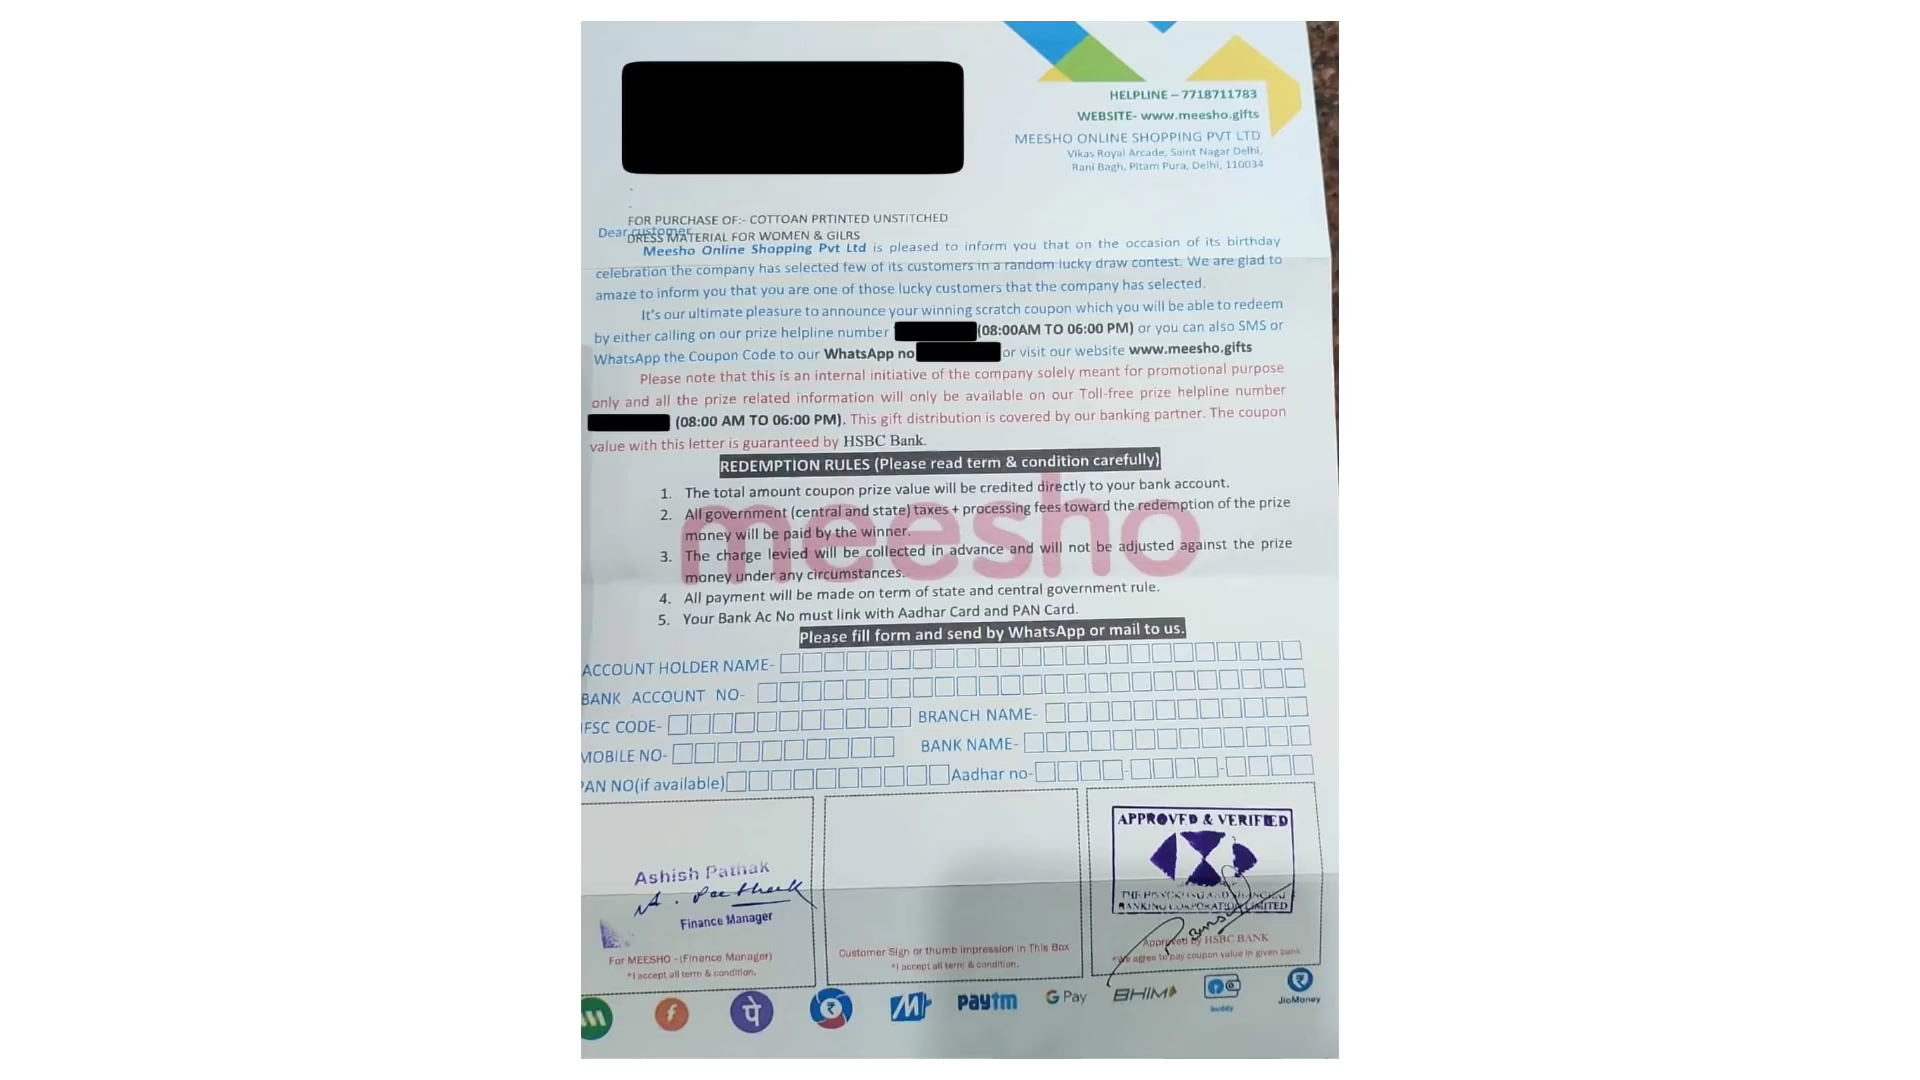 HELPLINE – 7718711783
WEBSITE- www.meesho.gifts
MEESHO ONLINE SHOPPING PVT LTD
Vikas Royal Arcade, Saint Nagar Delhi,
Rani Bagh, Pitam Pura, Delhi, 110034
FOR PURCHASE OF:- COTTOAN PRTINTED UNSTITCHED
Dear customer,
DRESS MATERIAL FOR WOMEN & GILRS
Meesho Online Shopping Pvt Ltd is pleased to inform you that on the occasion of its birthday
celebration the company has selected few of its customers in a random lucky draw contest. We are glad to
amaze to inform you that you are one of those lucky customers that the company has selected.
It's our ultimate pleasure to announce your winning scratch coupon which you will be able to redeem
by either calling on our prize helpline number (08:00AM TO 06:00 PM) or you can also SMS or
WhatsApp the Coupon Code to our WhatsApp no or visit our website www.meesho.gifts
Please note that this is an internal initiative of the company solely meant for promotional purpose
only and all the prize related information will only be available on our Toll-free prize helpline number
(08:00 AM TO 06:00 PM). This gift distribution is covered by our banking partner. The coupon
value with this letter is guaranteed by HSBC Bank.
REDEMPTION RULES (Please read term & condition carefully)
1. The total amount coupon prize value will be credited directly to your bank account.
2. All government (central and state) taxes + processing fees toward the redemption of the prize
money will be paid by the winner.
meesho
3. The charge levied will be collected in advance and will not be adjusted against the prize
money under any circumstances.
4. All payment will be made on term of state and central government rule.
5. Your Bank Ac No must link with Aadhar Card and PAN Card.
Please fill form and send by WhatsApp or mail to us.
ACCOUNT HOLDER NAME-
BANK ACCOUNT NO-
IFSC CODE- BRANCH NAME-
MOBILE NO- BANK NAME-
PAN NO(if available) Aadhar no-
Ashish Pathak
A. Pathak
Finance Manager
For MEESHO - (Finance Manager)
*I accept all term & condition.
Customer Sign or thumb impression In This Box
*I accept all term & condition.
APPROVED & VERIFIED
THE HONGKONG AND SHANGHAI
BANKING CORPORATION LIMITED
Approved by HSBC BANK
*We agree to pay coupon value in given bank
f पे ₹ M paytm G Pay BHIM buddy JioMoney